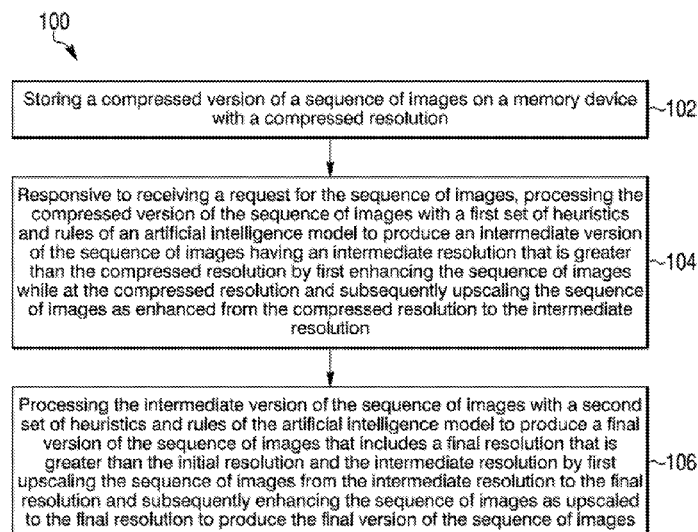 100
Storing a compressed version of a sequence of images on a memory device
with a compressed resolution
102
Responsive to receiving a request for the sequence of images, processing the
compressed version of the sequence of images with a first set of heuristics
and rules of an artificial intelligence model to produce an intermediate version
of the sequence of images having an intermediate resolution that is greater
than the compressed resolution by first enhancing the sequence of images
while at the compressed resolution and subsequently upscaling the sequence
of images as enhanced from the compressed resolution to the intermediate
resolution
104
Processing the intermediate version of the sequence of images with a second
set of heuristics and rules of the artificial intelligence model to produce a final
version of the sequence of images that includes a final resolution that is
greater than the initial resolution and the intermediate resolution by first
upscaling the sequence of images from the intermediate resolution to the final
resolution and subsequently enhancing the sequence of images as upscaled
to the final resolution to produce the final version of the sequence of images
106